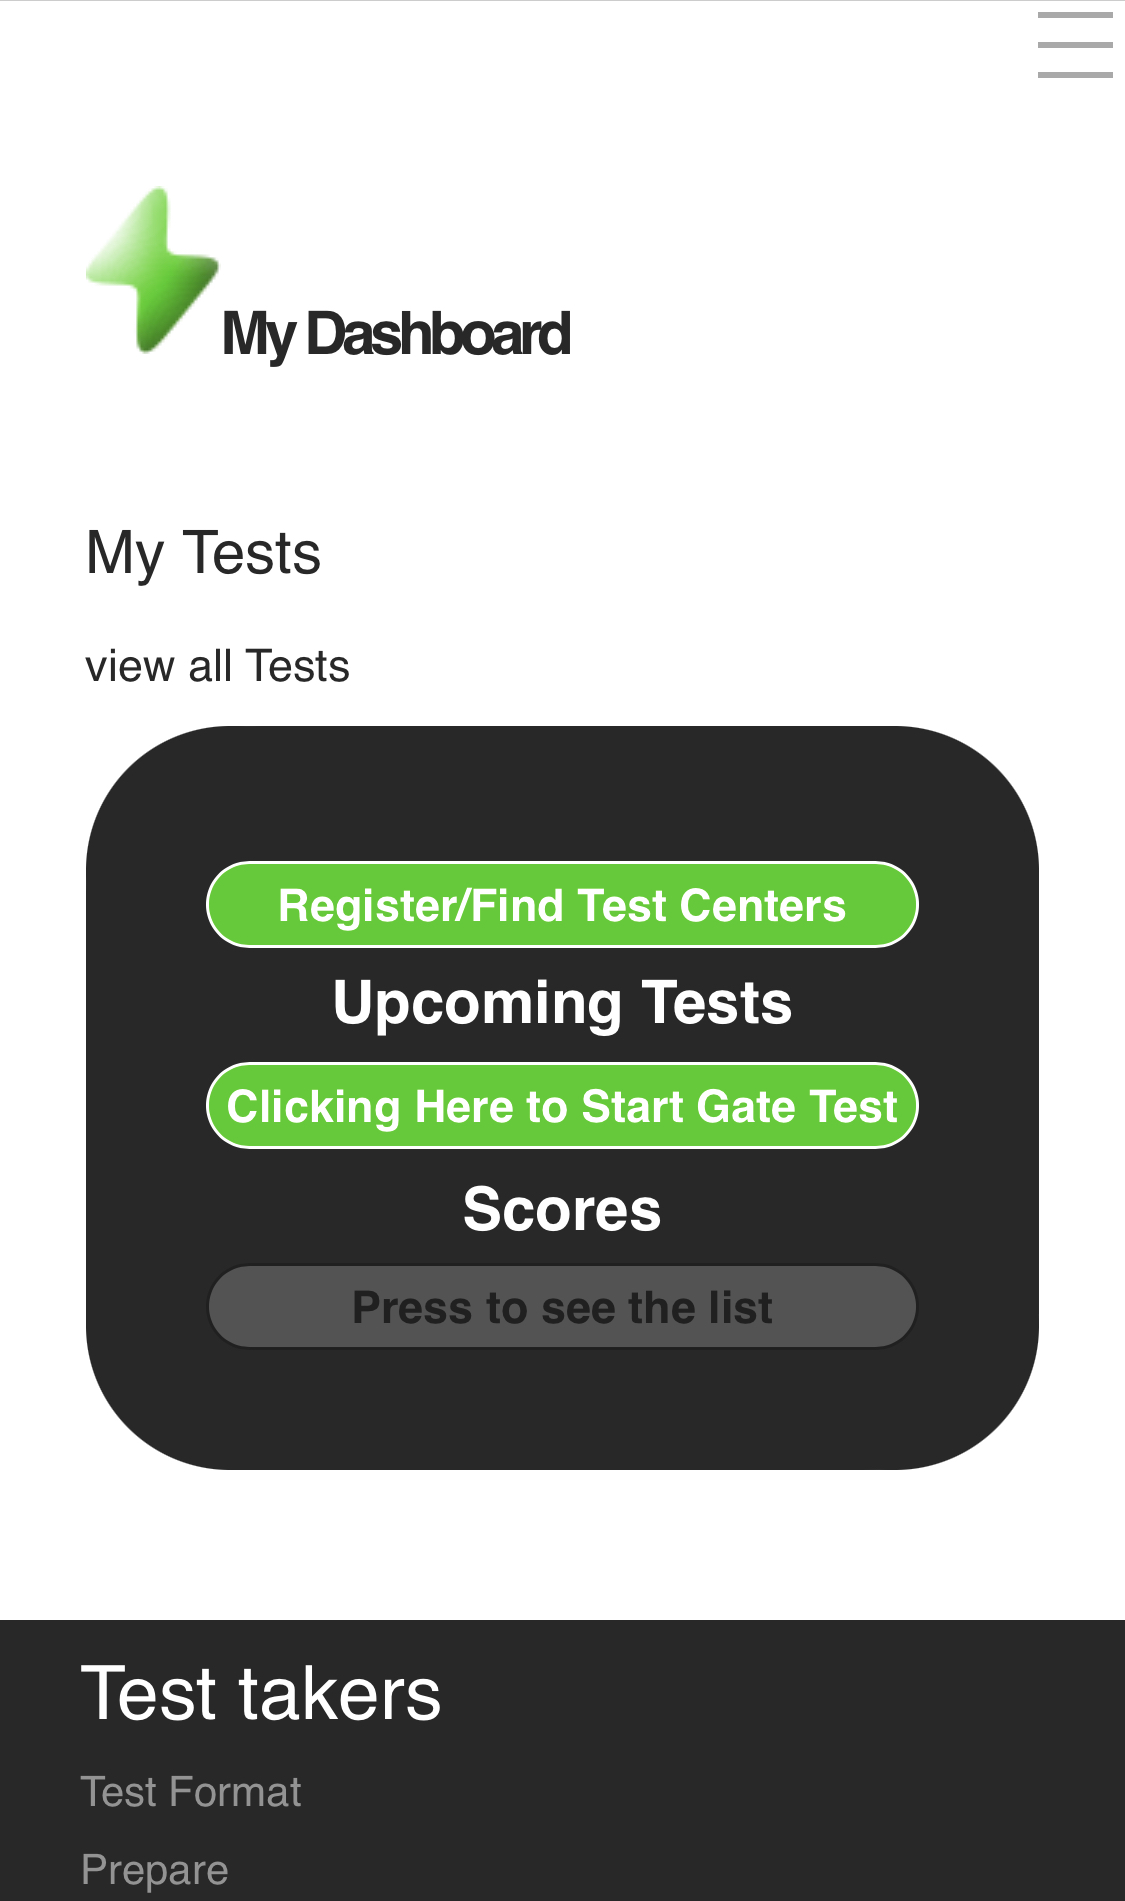 My Dashboard
My Tests
view all Tests
Register/Find Test Centers
Upcoming Tests
Clicking Here to Start Gate Test
Scores
Press to see the list
Test takers
Test Format
Prepare